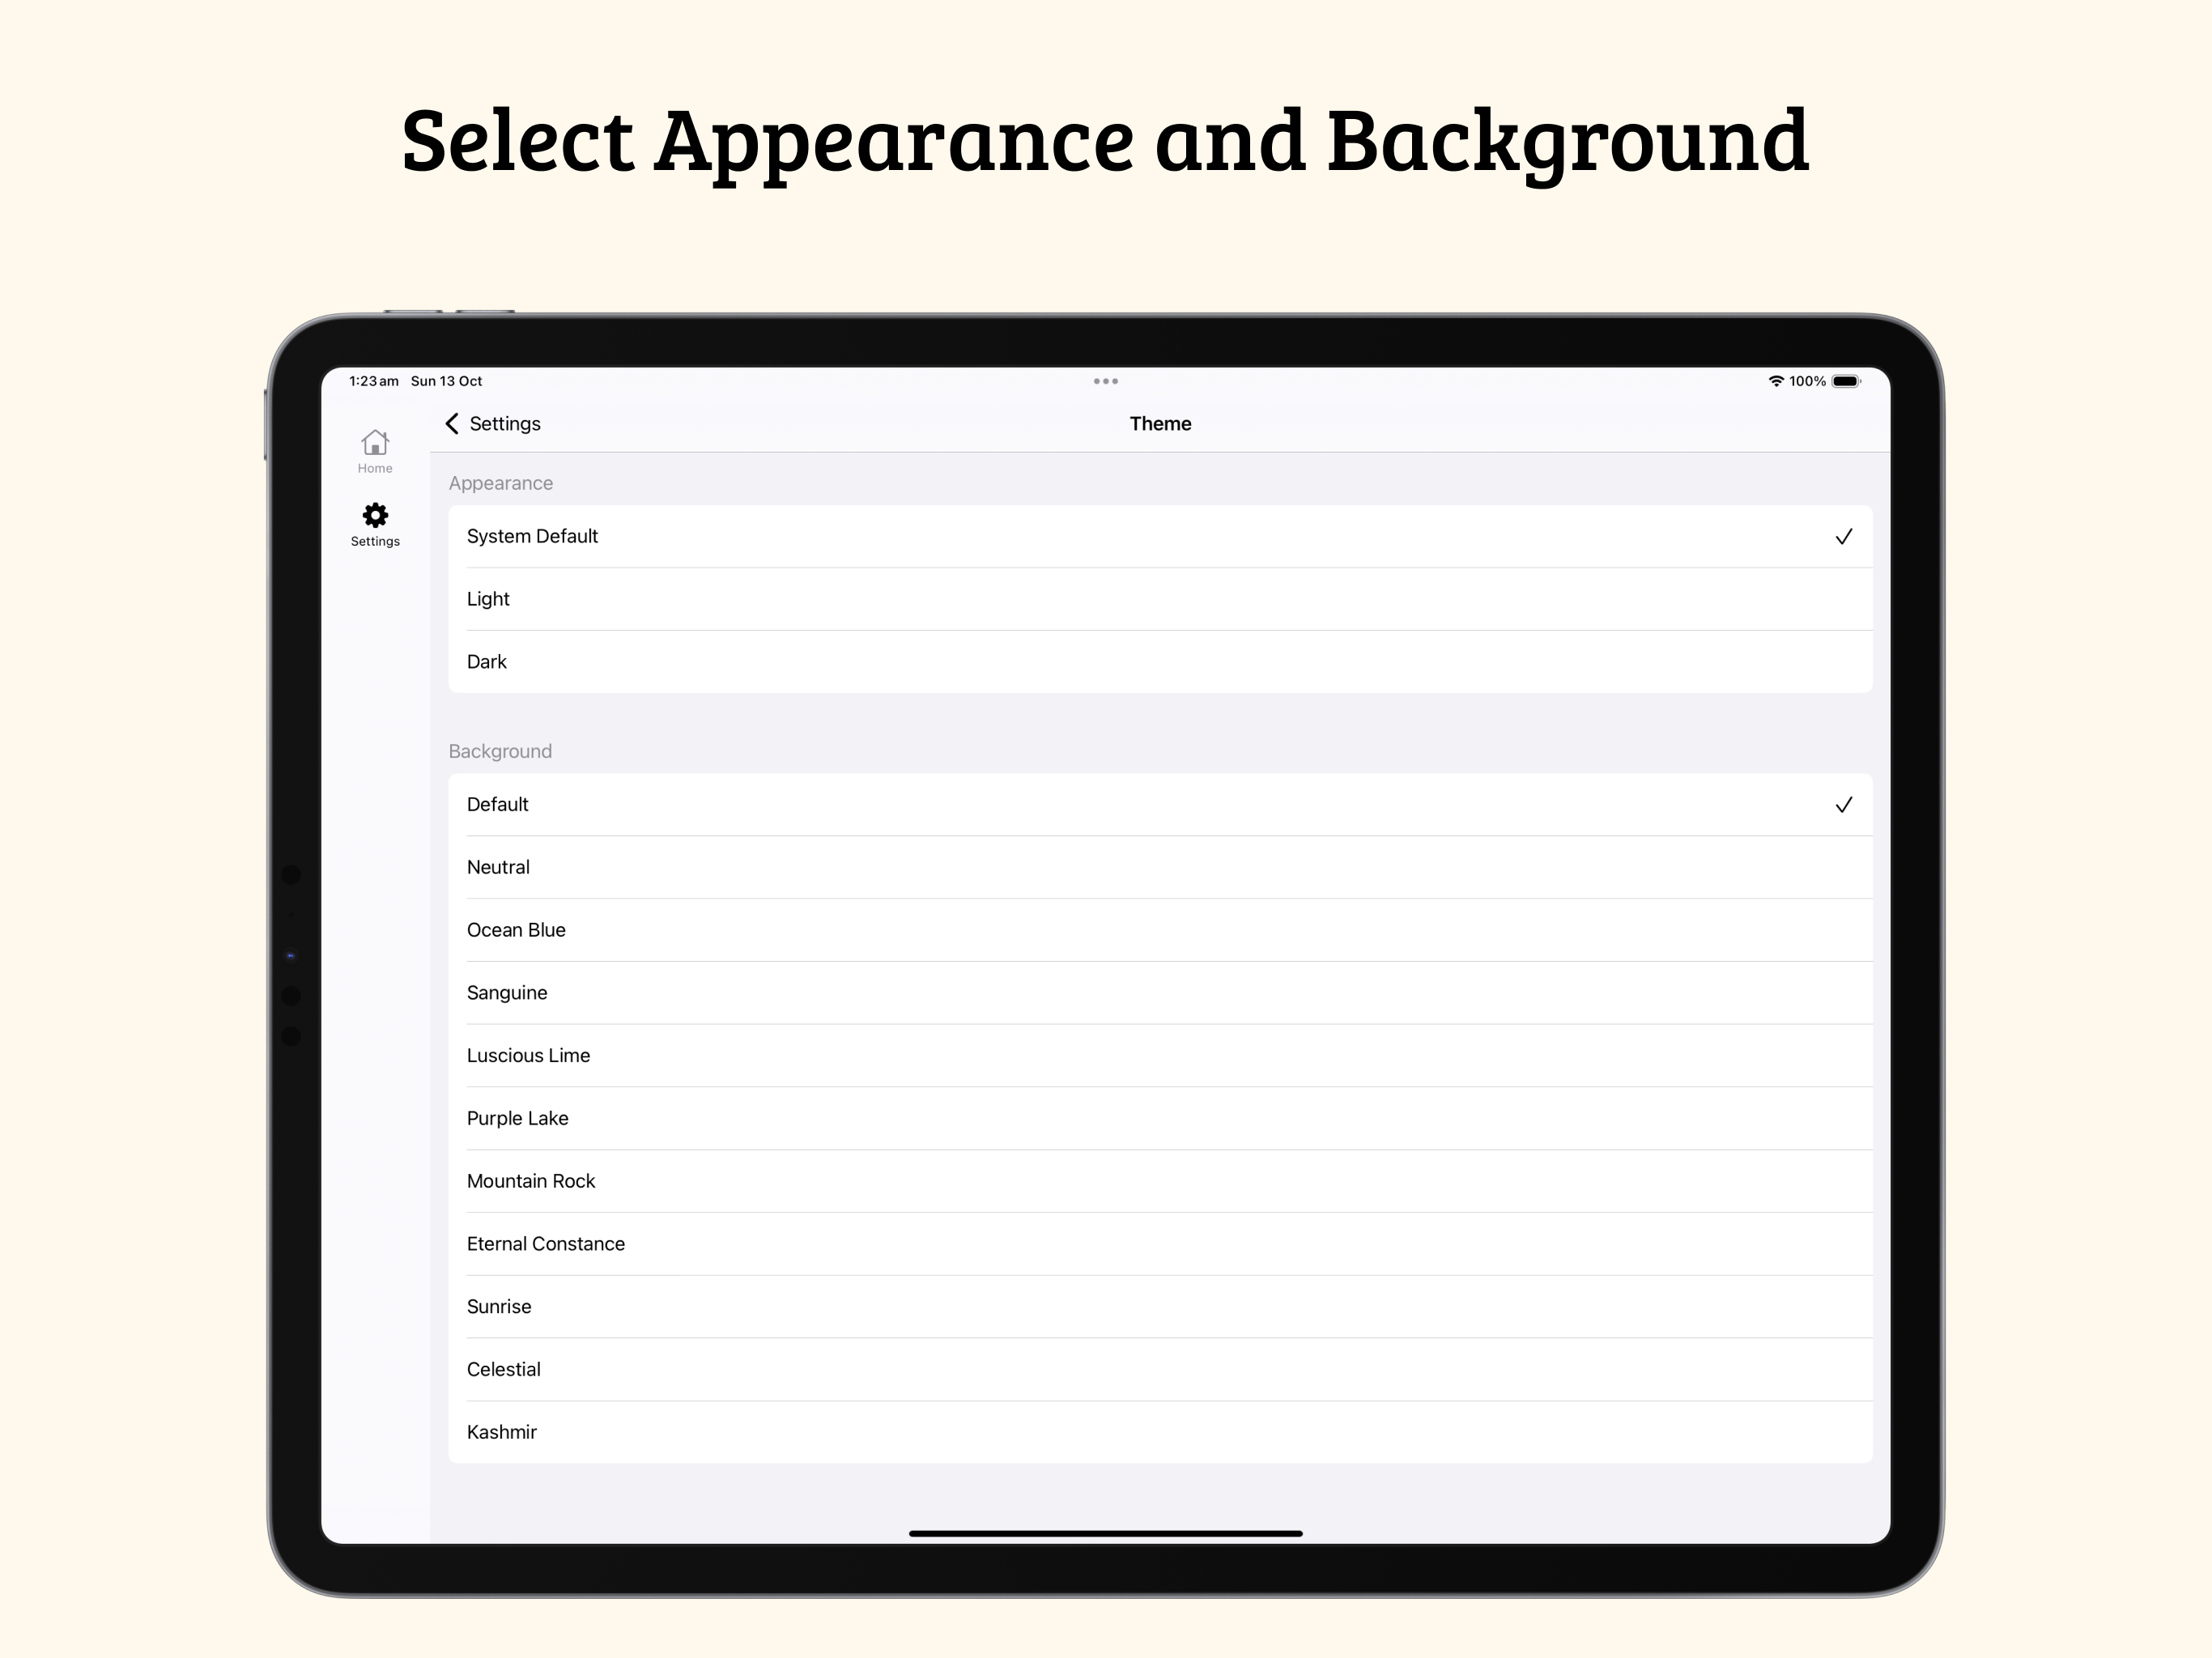 Select Appearance and Background
1:23 am Sun 13 Oct
100%
Home
Settings
Settings
Theme
Appearance
System Default
Light
Dark
Background
Default
Neutral
Ocean Blue
Sanguine
Luscious Lime
Purple Lake
Mountain Rock
Eternal Constance
Sunrise
Celestial
Kashmir